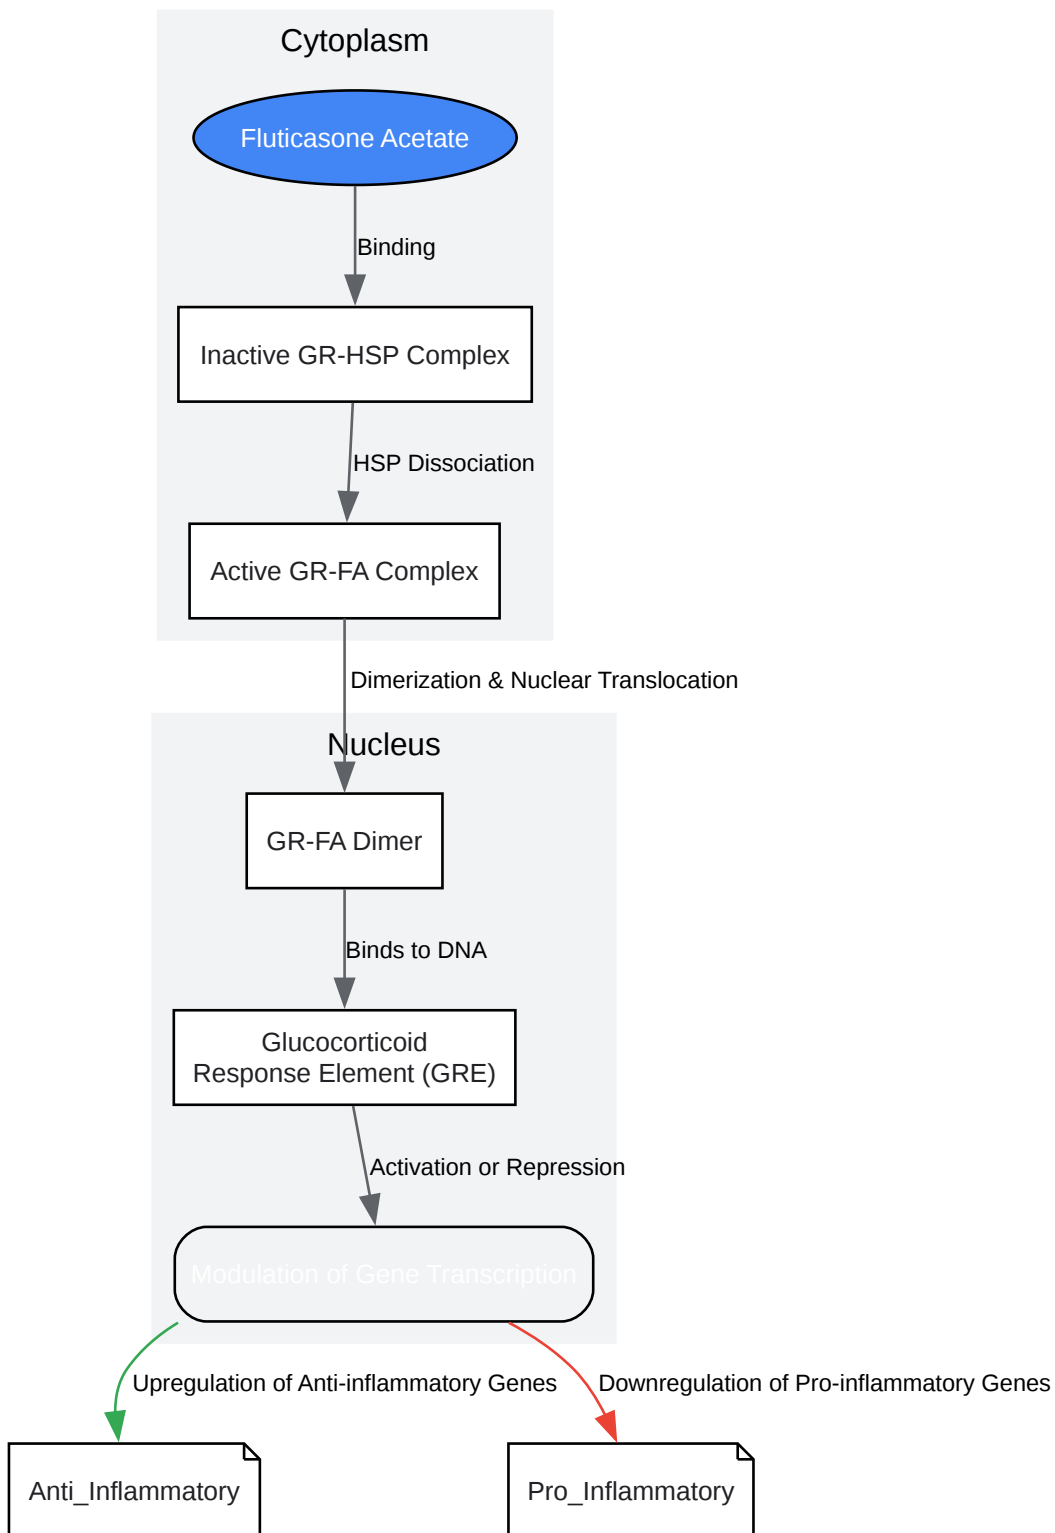 Cytoplasm
Fluticasone Acetate
Binding
Inactive GR-HSP Complex
HSP Dissociation
Active GR-FA Complex
Dimerization & Nuclear Translocation
Nucleus
GR-FA Dimer
Binds to DNA
Glucocorticoid
Response Element (GRE)
Activation or Repression
Modulation of Gene Transcription
Upregulation of Anti-inflammatory Genes
Downregulation of Pro-inflammatory Genes
Anti_Inflammatory
Pro_Inflammatory